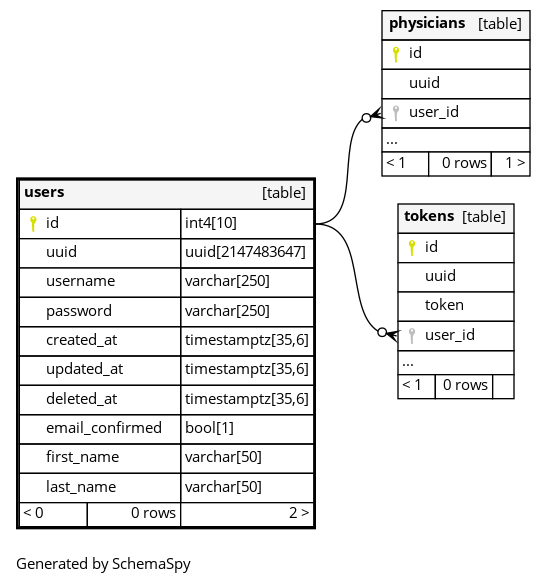 physicians [table]
id
uuid
user_id
...
< 1 0 rows 1 >
users [table]
id int4[10]
uuid uuid[2147483647]
username varchar[250]
password varchar[250]
created_at timestamptz[35,6]
updated_at timestamptz[35,6]
deleted_at timestamptz[35,6]
email_confirmed bool[1]
first_name varchar[50]
last_name varchar[50]
< 0 0 rows 2 >
tokens [table]
id
uuid
token
user_id
...
< 1 0 rows
Generated by SchemaSpy